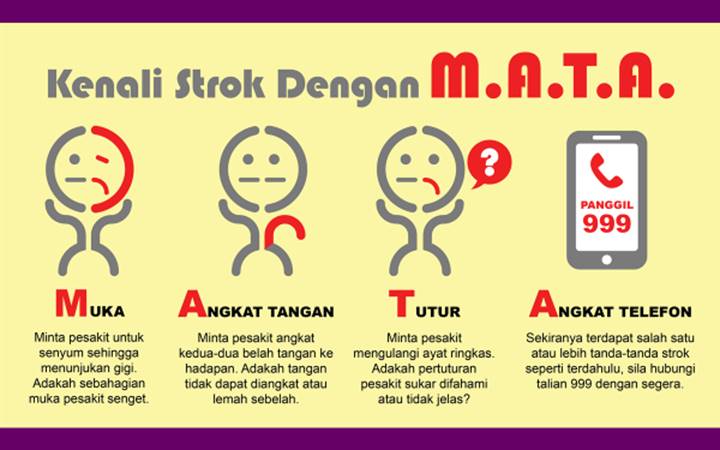 Kenali Strok Dengan M.A.T.A.
?
PANGGIL
999
MUKA
Minta pesakit untuk
senyum sehingga
menunjukan gigi.
Adakah sebahagian
muka pesakit senget.
ANGKAT TANGAN
Minta pesakit angkat
kedua-dua belah tangan ke
hadapan. Adakah tangan
tidak dapat diangkat atau
lemah sebelah.
TUTUR
Minta pesakit
mengulangi ayat ringkas.
Adakah pertuturan
pesakit sukar difahami
atau tidak jelas?
ANGKAT TELEFON
Sekiranya terdapat salah satu
atau lebih tanda-tanda strok
seperti terdahulu, sila hubungi
talian 999 dengan segera.